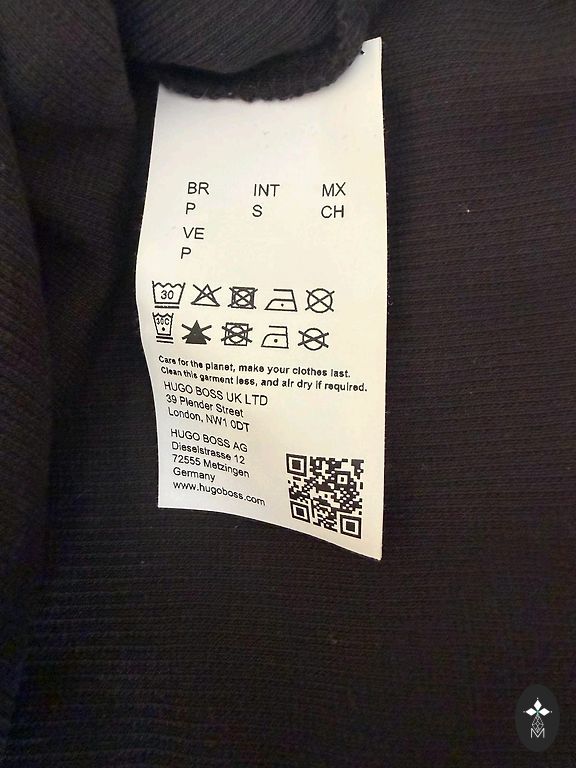 BR INT MX
P S CH
VE
P
30
30C
Care for the planet, make your clothes last.
Clean this garment less, and air dry if required.
HUGO BOSS UK LTD
39 Plender Street
London, NW1 0DT
HUGO BOSS AG
Dieselstrasse 12
72555 Metzingen
Germany
www.hugoboss.com
M